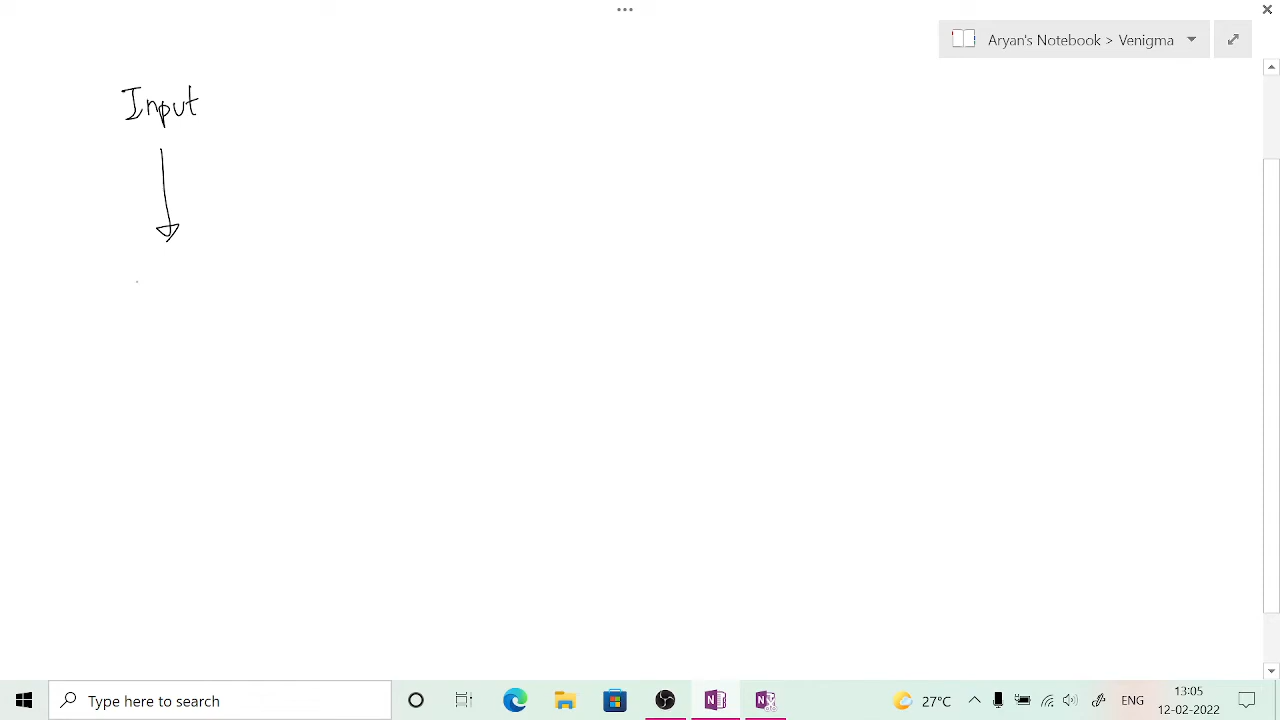 Aryan's Notebook > Venigma
Input
Type here to search
27°C
ENG
13:05
12-02-2022